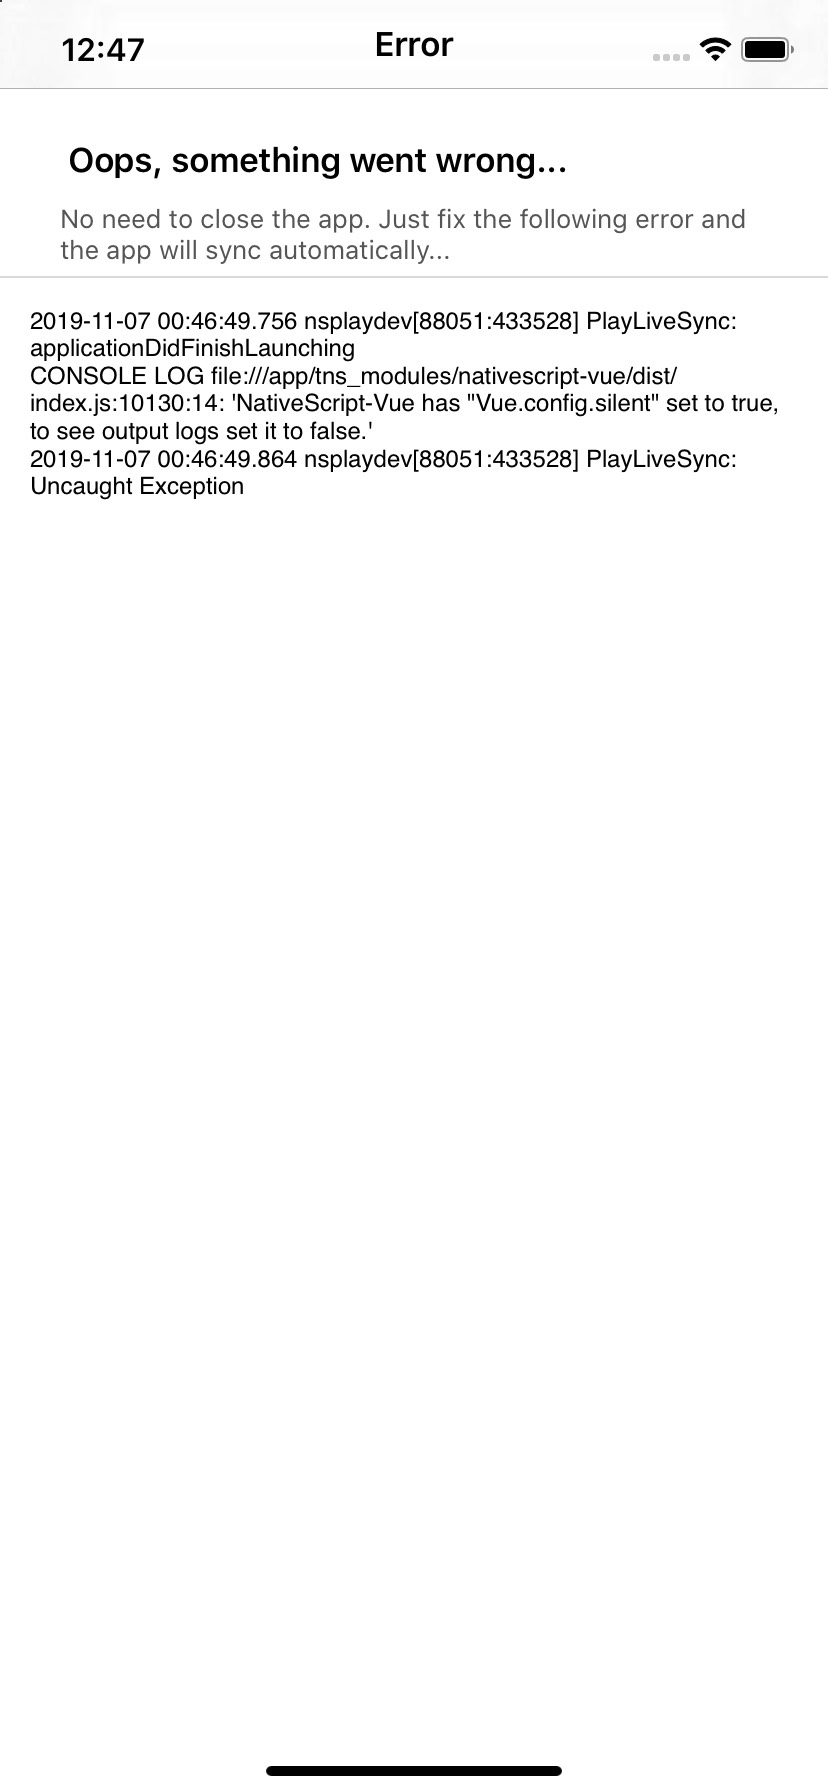 12:47
Error
Oops, something went wrong...
No need to close the app. Just fix the following error and
the app will sync automatically...
2019-11-07 00:46:49.756 nsplaydev[88051:433528] PlayLiveSync:
applicationDidFinishLaunching
CONSOLE LOG file:///app/tns_modules/nativescript-vue/dist/
index.js:10130:14: 'NativeScript-Vue has "Vue.config.silent" set to true,
to see output logs set it to false.'
2019-11-07 00:46:49.864 nsplaydev[88051:433528] PlayLiveSync:
Uncaught Exception